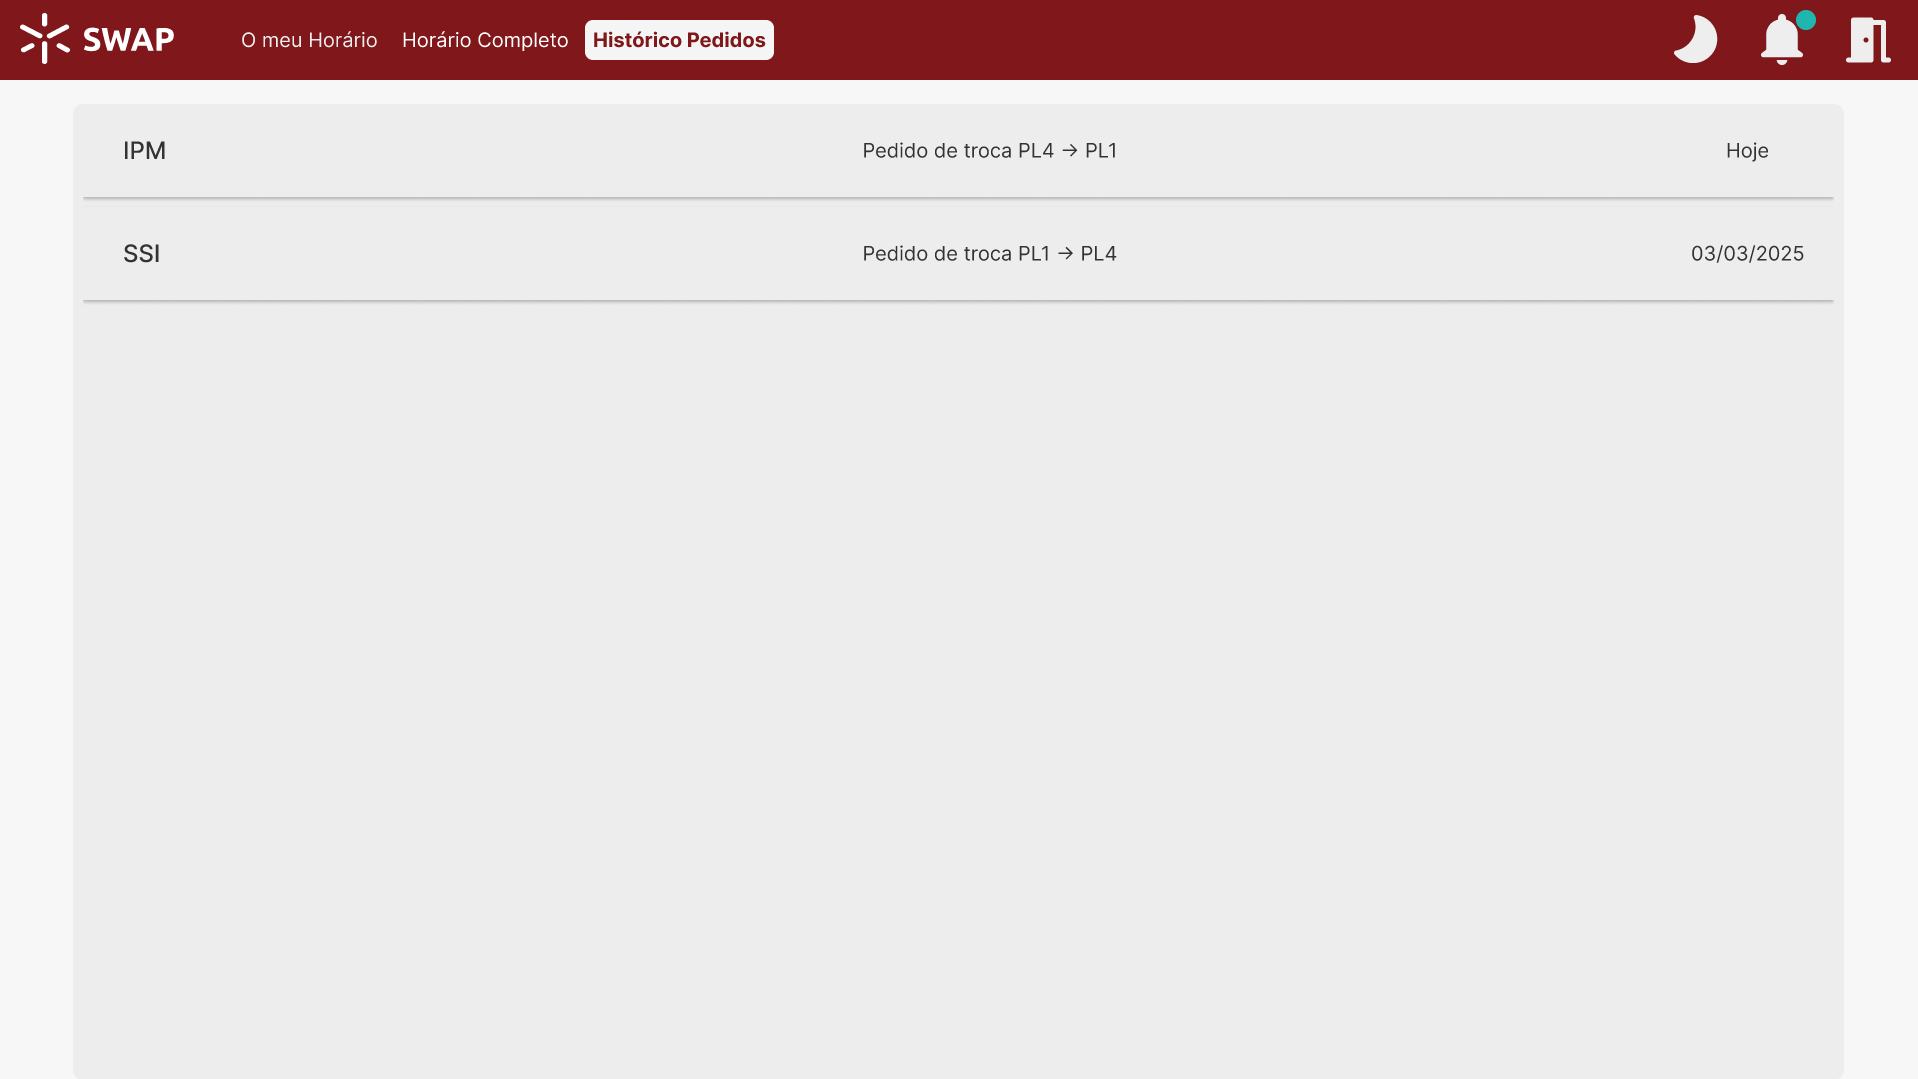 SWAP
O meu Horário
Horário Completo
Histórico Pedidos
IPM
Pedido de troca PL4 → PL1
Hoje
SSI
Pedido de troca PL1 → PL4
03/03/2025